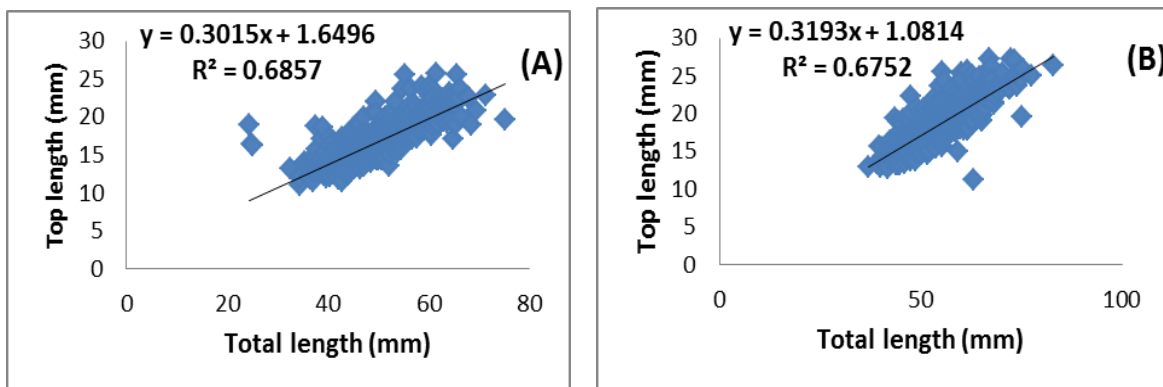 y = 0.3015x + 1.6496
R² = 0.6857
(A)
Top length (mm)
30
25
20
15
10
5
0
0 20 40 60 80
Total length (mm)
y = 0.3193x + 1.0814
R² = 0.6752
(B)
Top length (mm)
30
25
20
15
10
5
0
0 50 100
Total length (mm)